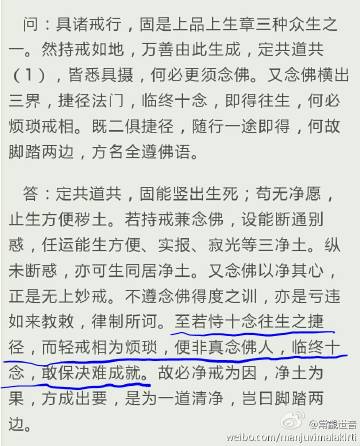 问：具诸戒行，固是上品上生章三种众生之
一。然持戒如地，万善由此生成，定共道共
（1），皆悉具摄，何必更须念佛。又念佛横出
三界，捷径法门，临终十念，即得往生，何必
烦琐戒相。既二俱捷径，随行一途即得，何故
脚踏两边，方名全遵佛语。
答：定共道共，固能竖出生死；苟无净愿，
止生方便秽土。若持戒兼念佛，设能断通别
惑，任运能生方便、实报、寂光等三净土。纵
未断惑，亦可生同居净土。又念佛以净其心，
正是无上妙戒。不遵念佛得度之训，亦是亏违
如来教敕，律制所诃。至若恃十念往生之捷
径，而轻戒相为烦琐，便非真念佛人，临终十
念，敢保决难成就。故必净戒为因，净土为
果，方成出要，是为一道清净，岂曰脚踏两
边。
@常靜世音
weibo.com/manjuvimalakirti